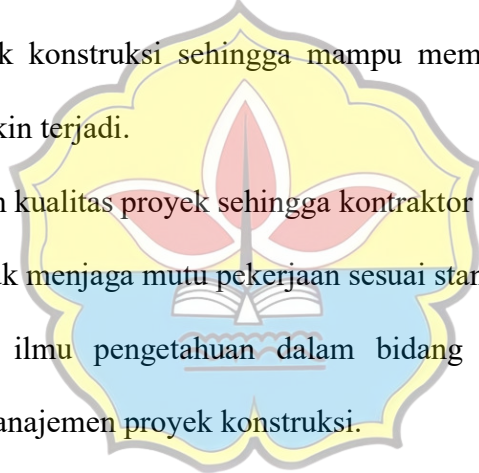 k konstruksi sehingga mampu mem
kin terjadi.
n kualitas proyek sehingga kontraktor
uk menjaga mutu pekerjaan sesuai stan
ilmu pengetahuan dalam bidang
anajemen proyek konstruksi.